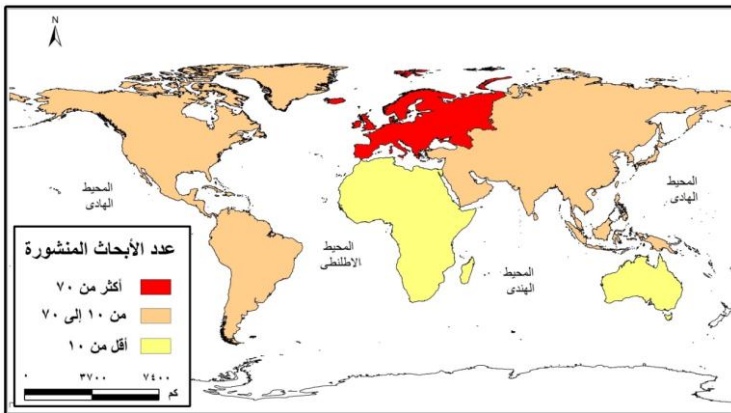 N
المحيط
الهادى
المحيط
الهادى
المحيط
الاطلنطى
المحيط
الهندى
عدد الأبحاث المنشورة
أكثر من ٧٠
من ١٠ إلى ٧٠
أقل من ١٠
٠ ٣٧٠٠ ٧٤٠٠
كم